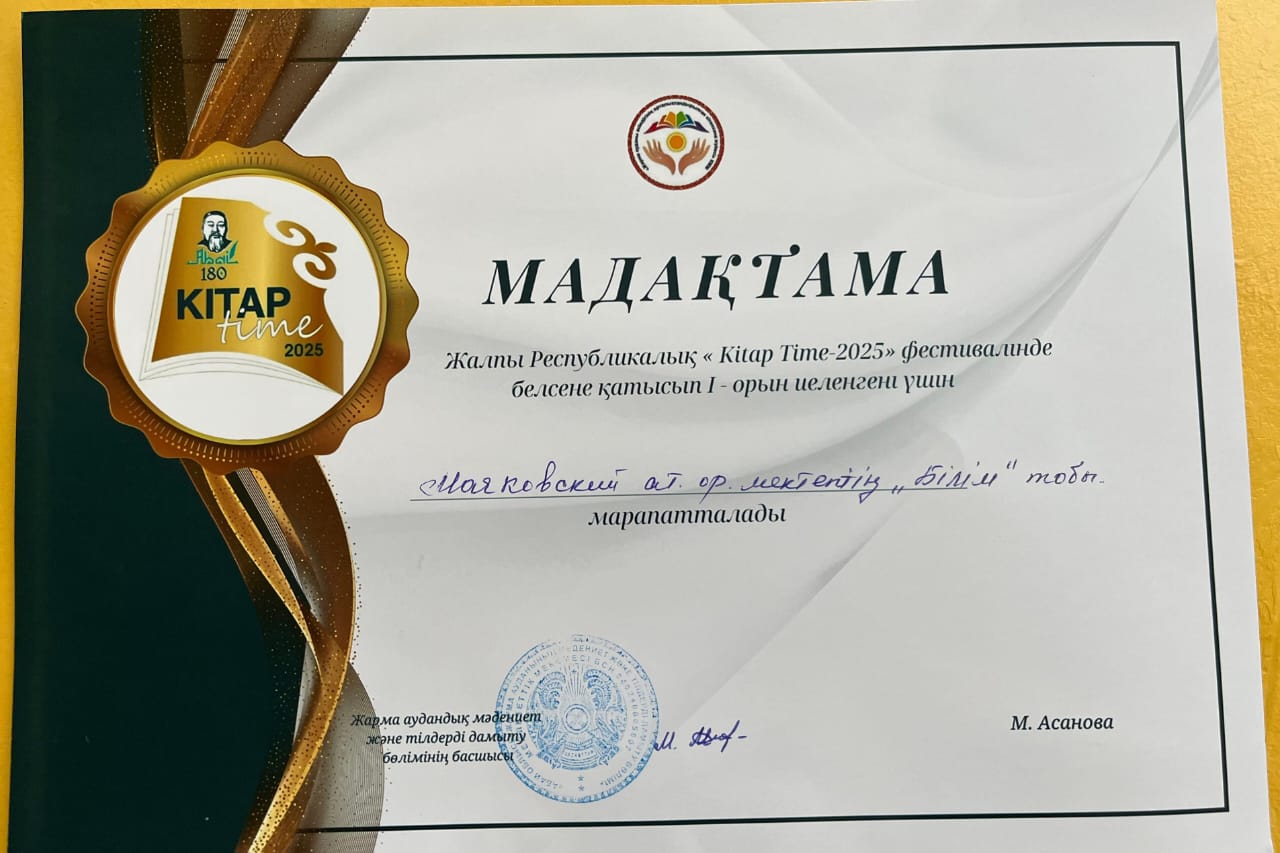 Abai
180
KITAP
time
2025
МАДАҚТАМА
Жалпы Республикалық « Kitap Time-2025» фестивалінде
белсене қатысып I - орын иеленгені үшін
Маяковский ат. ор. мектептің „Білім“ тобы.
марапатталады
Жарма аудандық мәдениет
және тілдерді дамыту
бөлімінің басшысы
М. Асанова